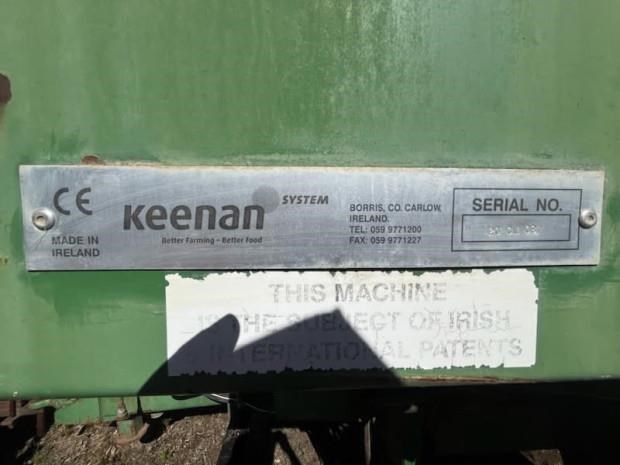 CE
MADE IN
IRELAND
Keenan SYSTEM
Better Farming – Better Food
BORRIS, CO. CARLOW,
IRELAND.
TEL: 059 9771200
FAX: 059 9771227
SERIAL NO.
THIS MACHINE
IS THE SUBJECT OF IRISH
INTERNATIONAL PATENTS